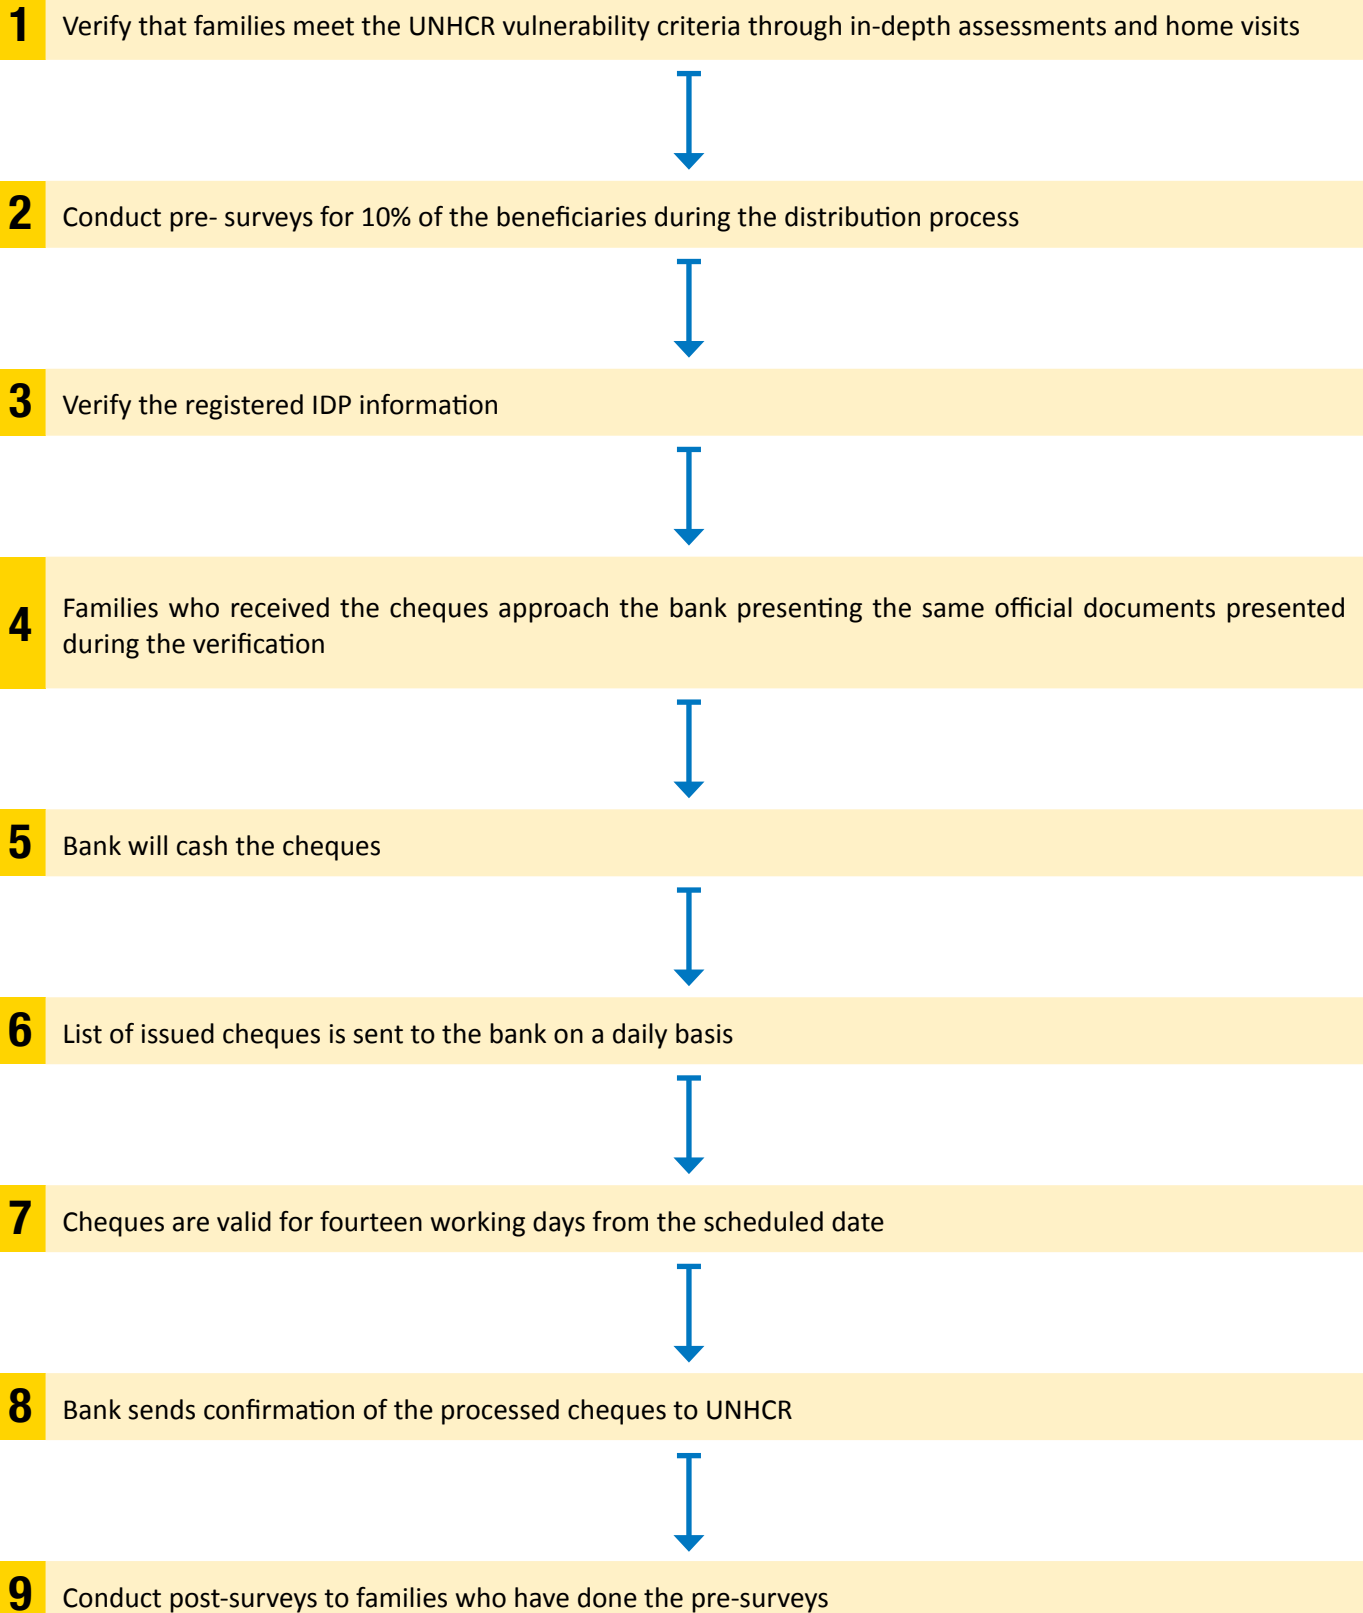 1
Verify that families meet the UNHCR vulnerability criteria through in-depth assessments and home visits
2
Conduct pre- surveys for 10% of the beneficiaries during the distribution process
3
Verify the registered IDP information
4
Families who received the cheques approach the bank presenting the same official documents presented
during the verification
5
Bank will cash the cheques
6
List of issued cheques is sent to the bank on a daily basis
7
Cheques are valid for fourteen working days from the scheduled date
8
Bank sends confirmation of the processed cheques to UNHCR
9
Conduct post-surveys to families who have done the pre-surveys